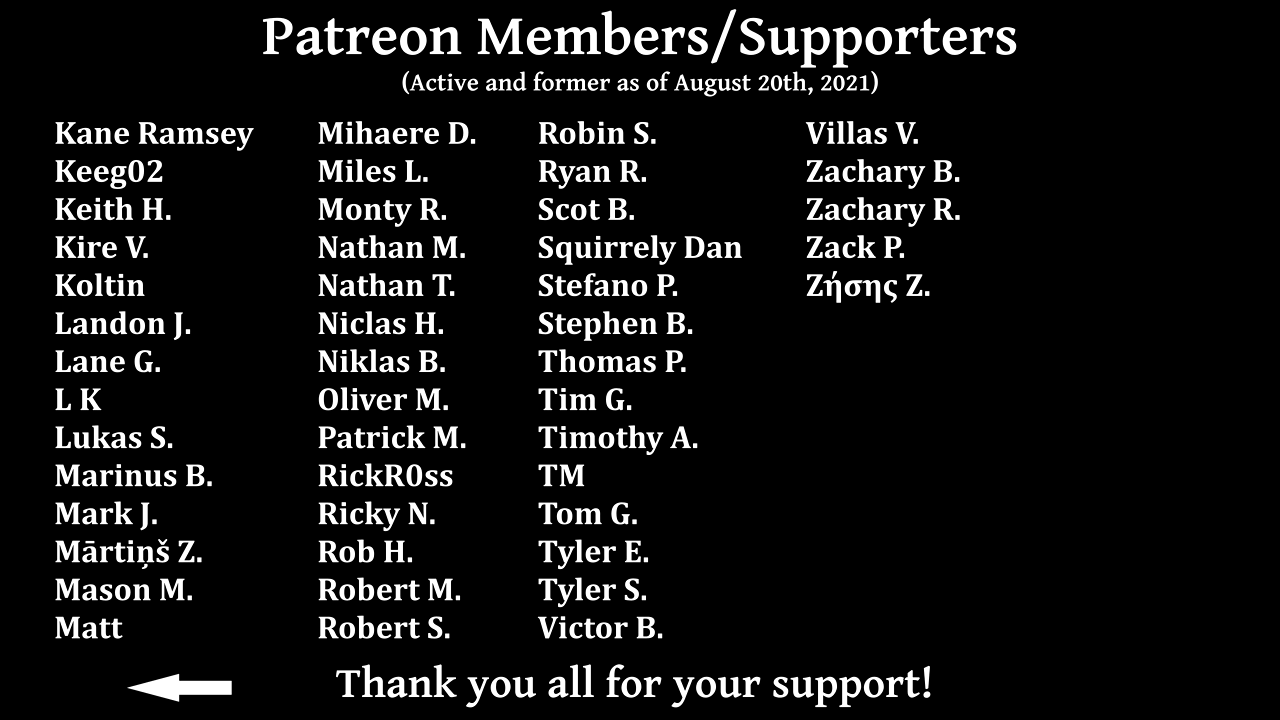 Patreon Members/Supporters
(Active and former as of August 20th, 2021)
Kane Ramsey
Keeg02
Keith H.
Kire V.
Koltin
Landon J.
Lane G.
L K
Lukas S.
Marinus B.
Mark J.
Mārtiņš Z.
Mason M.
Matt
Mihaere D.
Miles L.
Monty R.
Nathan M.
Nathan T.
Niclas H.
Niklas B.
Oliver M.
Patrick M.
RickR0ss
Ricky N.
Rob H.
Robert M.
Robert S.
Robin S.
Ryan R.
Scot B.
Squirrely Dan
Stefano P.
Stephen B.
Thomas P.
Tim G.
Timothy A.
TM
Tom G.
Tyler E.
Tyler S.
Victor B.
Villas V.
Zachary B.
Zachary R.
Zack P.
Ζήσης Ζ.
Thank you all for your support!